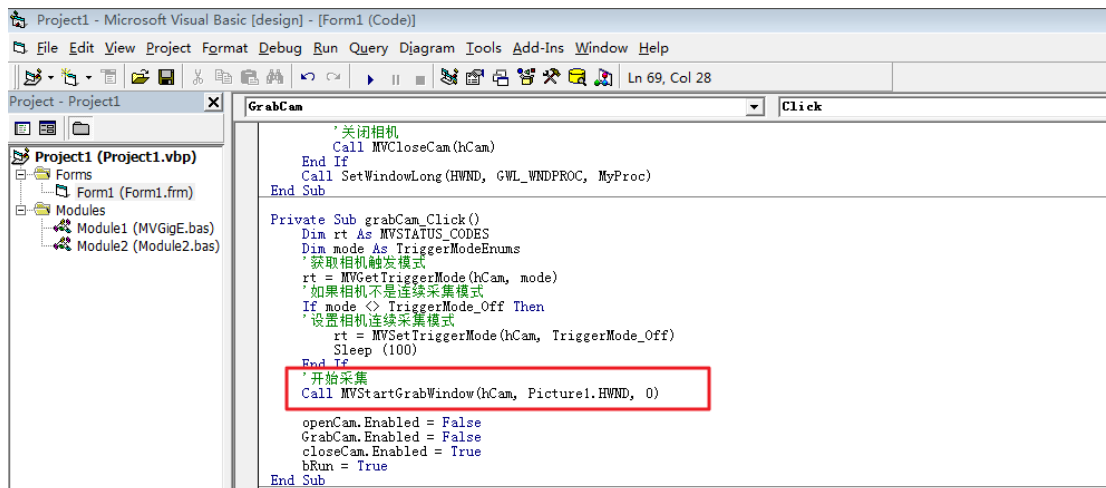 Project1 - Microsoft Visual Basic [design] - [Form1 (Code)]
File Edit View Project Format Debug Run Query Diagram Tools Add-Ins Window Help
Ln 69, Col 28
Project - Project1
Project1 (Project1.vbp)
Forms
Form1 (Form1.frm)
Modules
Module1 (MVGigE.bas)
Module2 (Module2.bas)
GrabCam
Click
'关闭相机
Call MVCloseCam(hCam)
End If
Call SetWindowLong(HWND, GWL_WNDPROC, MyProc)
End Sub
Private Sub grabCam_Click()
Dim rt As MVSTATUS_CODES
Dim mode As TriggerModeEnums
'获取相机触发模式
rt = MVGetTriggerMode(hCam, mode)
'如果相机不是连续采集模式
If mode <> TriggerMode_Off Then
'设置相机连续采集模式
rt = MVSetTriggerMode(hCam, TriggerMode_Off)
Sleep (100)
End If
'开始采集
Call MVStartGrabWindow(hCam, Picture1.HWND, 0)
openCam.Enabled = False
GrabCam.Enabled = False
closeCam.Enabled = True
bRun = True
End Sub